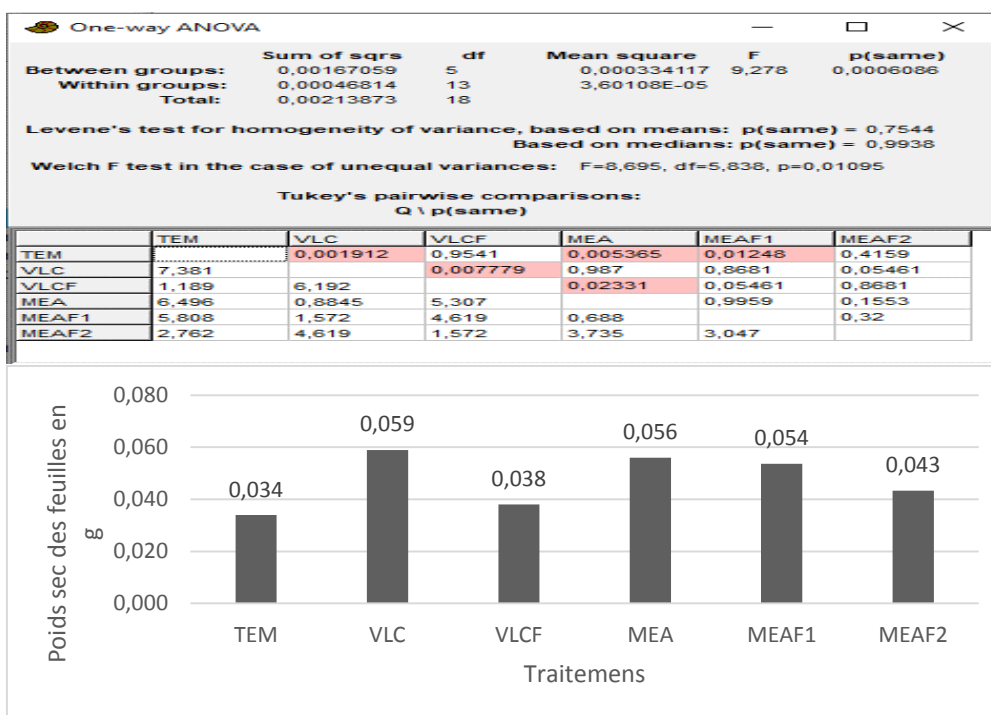 One-way ANOVA
Sum of sqrs df Mean square F p(same)
Between groups: 0,00167059 5 0,000334117 9,278 0,0006086
Within groups: 0,00046814 13 3,60108E-05
Total: 0,00213873 18
Levene's test for homogeneity of variance, based on means: p(same) = 0,7544
Based on medians: p(same) = 0,9938
Welch F test in the case of unequal variances: F=8,695, df=5,838, p=0,01095
Tukey's pairwise comparisons:
Q \ p(same)
TEM VLC VLCF MEA MEAF1 MEAF2
TEM 0,001912 0,9541 0,005365 0,01248 0,4159
VLC 7,381 0,007779 0,987 0,8681 0,05461
VLCF 1,189 6,192 0,02331 0,05461 0,8681
MEA 6,496 0,8845 5,307 0,9959 0,1553
MEAF1 5,808 1,572 4,619 0,688 0,32
MEAF2 2,762 4,619 1,572 3,735 3,047
Poids sec des feuilles en
g
0,080
0,060
0,040
0,020
0,000
0,034
0,059
0,038
0,056
0,054
0,043
TEM VLC VLCF MEA MEAF1 MEAF2
Traitemens